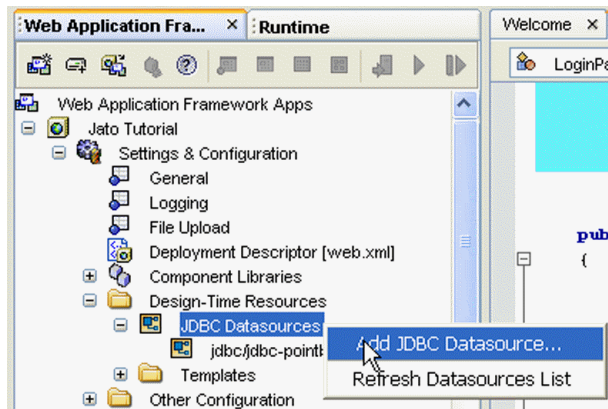 Web Application Fra... × Runtime
Welcome ×
Web Application Framework Apps
Jato Tutorial
Settings & Configuration
General
Logging
File Upload
Deployment Descriptor [web.xml]
Component Libraries
Design-Time Resources
JDBC Datasources
jdbc/jdbc-point
Templates
Other Configuration
Add JDBC Datasource...
Refresh Datasources List
LoginPa
pub
{